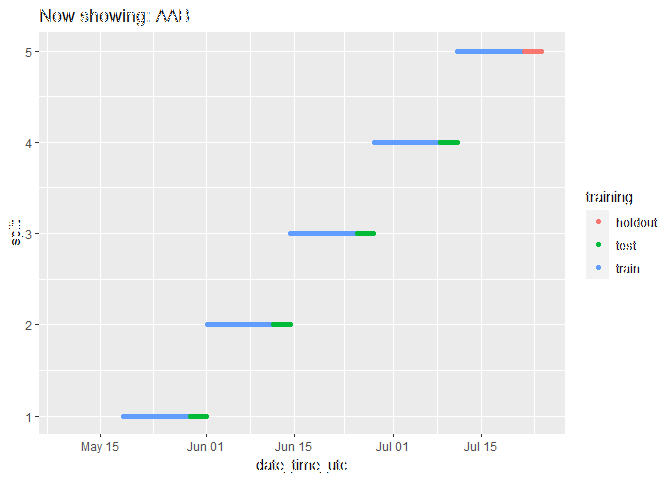 Now showing:
5
4
3
2
1
May 15
Jun 01
Jun 15
Jul 01
Jul 15
date_time_utc
training
holdout
test
train